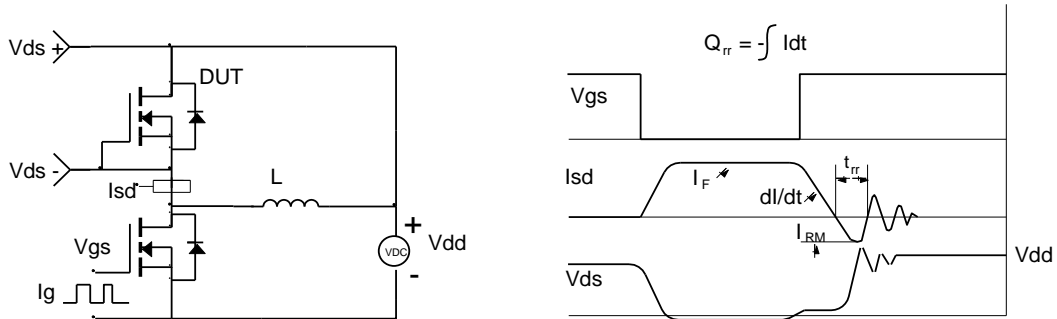 Vds +
DUT
Vds -
Isd
L
Vgs
+
VDC
Vdd
-
Ig
Qrr = -∫ Idt
Vgs
trr
Isd
IF
dI/dt
IRM
Vdd
Vds